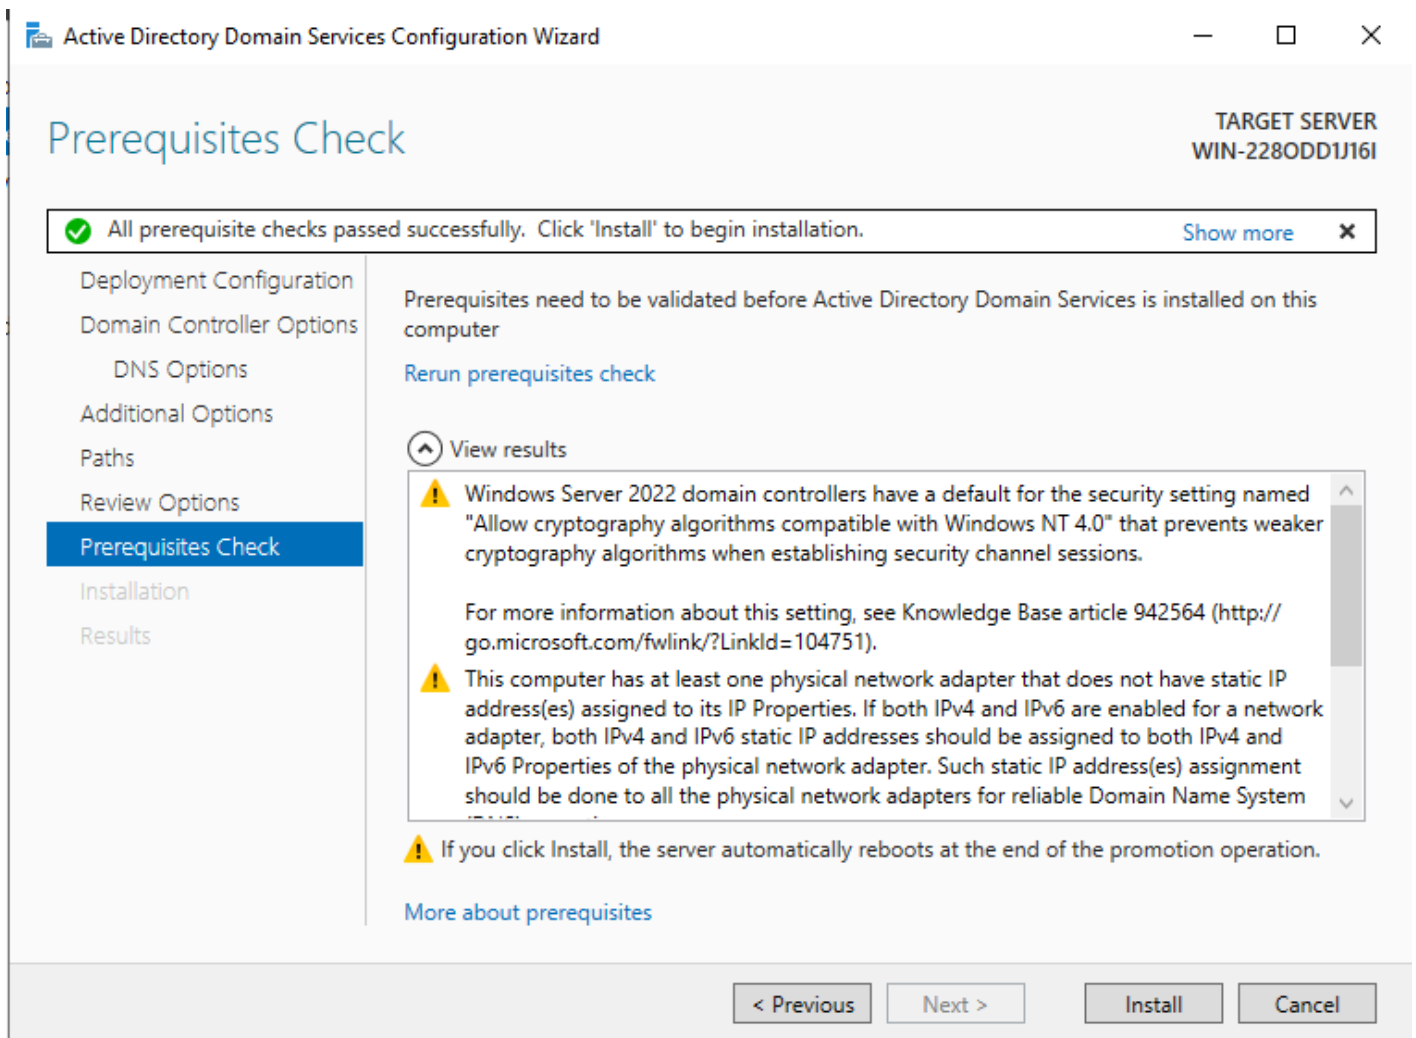 Active Directory Domain Services Configuration Wizard
Prerequisites Check
TARGET SERVER
WIN-228ODD1J16I
All prerequisite checks passed successfully.  Click 'Install' to begin installation.
Show more
Deployment Configuration
Domain Controller Options
DNS Options
Additional Options
Paths
Review Options
Prerequisites Check
Installation
Results
Prerequisites need to be validated before Active Directory Domain Services is installed on this
computer
Rerun prerequisites check
View results
Windows Server 2022 domain controllers have a default for the security setting named
"Allow cryptography algorithms compatible with Windows NT 4.0" that prevents weaker
cryptography algorithms when establishing security channel sessions.
For more information about this setting, see Knowledge Base article 942564 (http://
go.microsoft.com/fwlink/?LinkId=104751).
This computer has at least one physical network adapter that does not have static IP
address(es) assigned to its IP Properties. If both IPv4 and IPv6 are enabled for a network
adapter, both IPv4 and IPv6 static IP addresses should be assigned to both IPv4 and
IPv6 Properties of the physical network adapter. Such static IP address(es) assignment
should be done to all the physical network adapters for reliable Domain Name System
If you click Install, the server automatically reboots at the end of the promotion operation.
More about prerequisites
< Previous
Next >
Install
Cancel